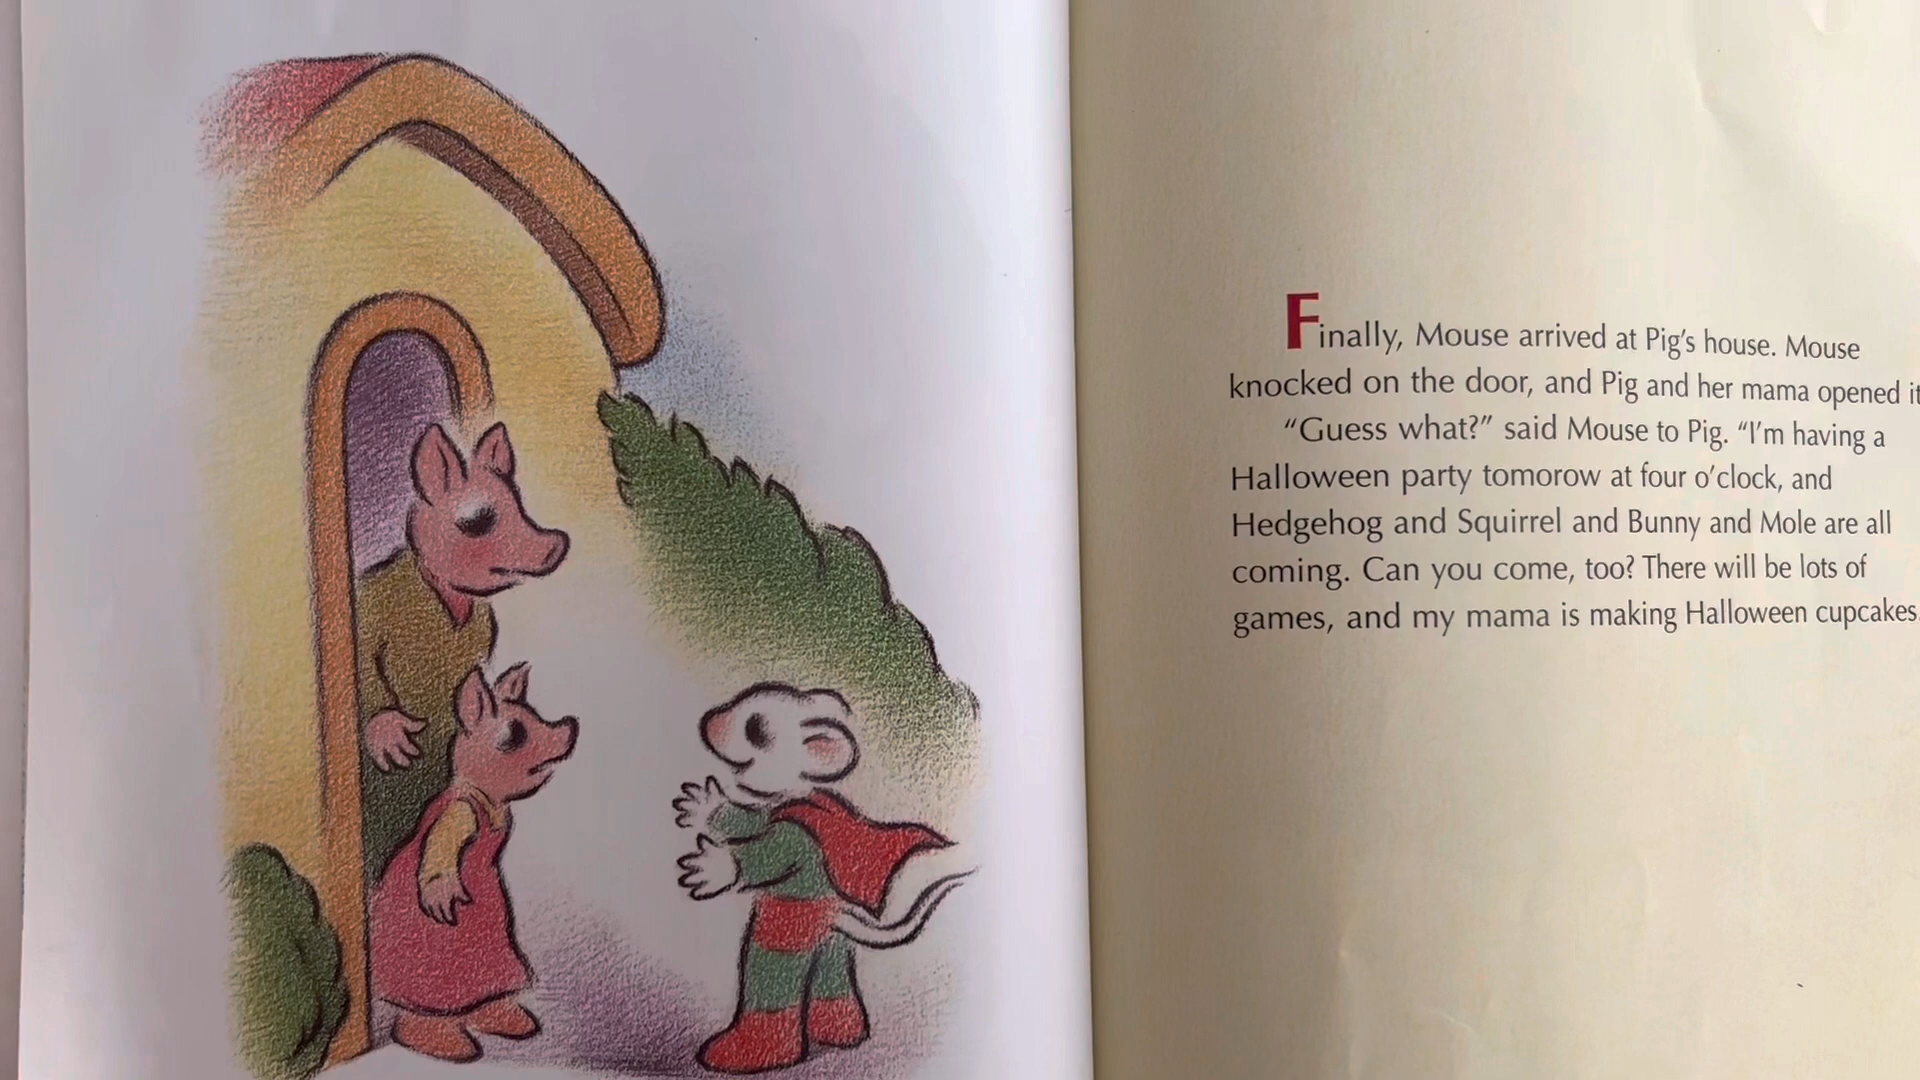 Finally, Mouse arrived at Pig's house. Mouse
knocked on the door, and Pig and her mama opened it
“Guess what?” said Mouse to Pig. “I'm having a
Halloween party tomorow at four o'clock, and
Hedgehog and Squirrel and Bunny and Mole are all
coming. Can you come, too? There will be lots of
games, and my mama is making Halloween cupcakes.